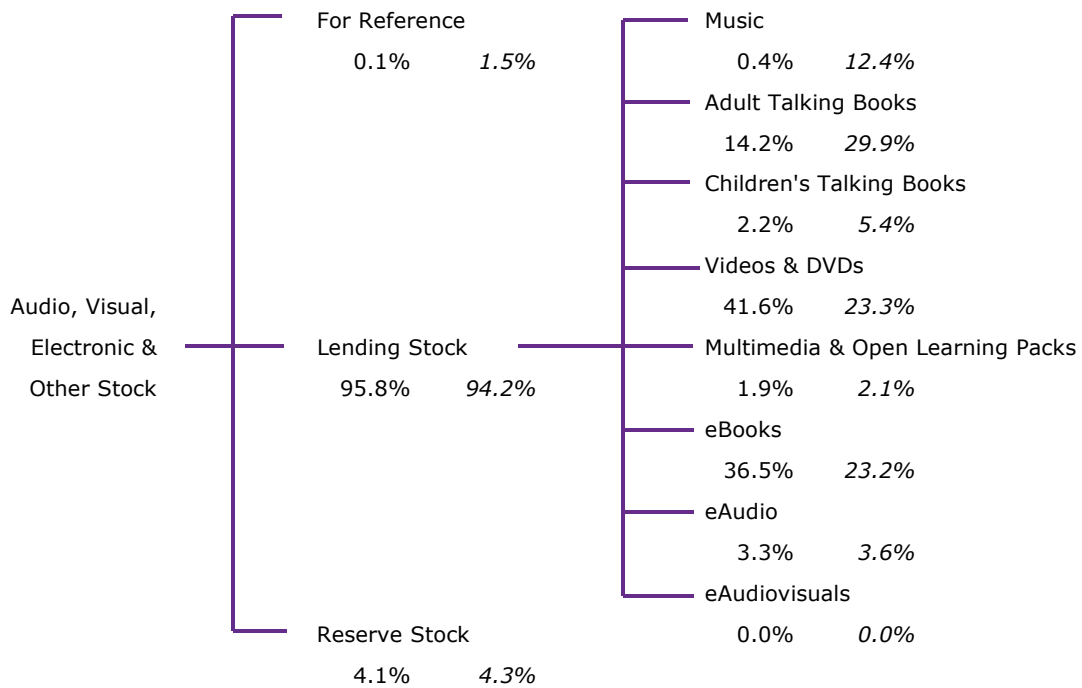 For Reference
0.1% 1.5%
Audio, Visual,
Electronic &
Other Stock
Lending Stock
95.8% 94.2%
Reserve Stock
4.1% 4.3%
Music
0.4% 12.4%
Adult Talking Books
14.2% 29.9%
Children's Talking Books
2.2% 5.4%
Videos & DVDs
41.6% 23.3%
Multimedia & Open Learning Packs
1.9% 2.1%
eBooks
36.5% 23.2%
eAudio
3.3% 3.6%
eAudiovisuals
0.0% 0.0%